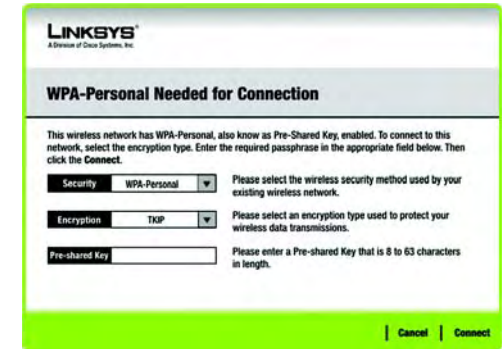 LINKSYS®
A Division of Cisco Systems, Inc.
WPA-Personal Needed for Connection
This wireless network has WPA-Personal, also know as Pre-Shared Key, enabled. To connect to this
network, select the encryption type. Enter the required passphrase in the appropriate field below. Then
click the Connect.
Security WPA-Personal Please select the wireless security method used by your
existing wireless network.
Encryption TKIP Please select an encryption type used to protect your
wireless data transmissions.
Pre-shared Key Please enter a Pre-shared Key that is 8 to 63 characters
in length.
Cancel Connect